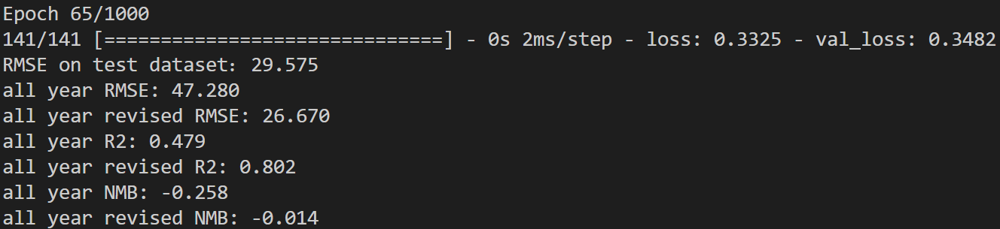 Epoch 65/1000
141/141 [==============================] - 0s 2ms/step - loss: 0.3325 - val_loss: 0.3482
RMSE on test dataset: 29.575
all year RMSE: 47.280
all year revised RMSE: 26.670
all year R2: 0.479
all year revised R2: 0.802
all year NMB: -0.258
all year revised NMB: -0.014